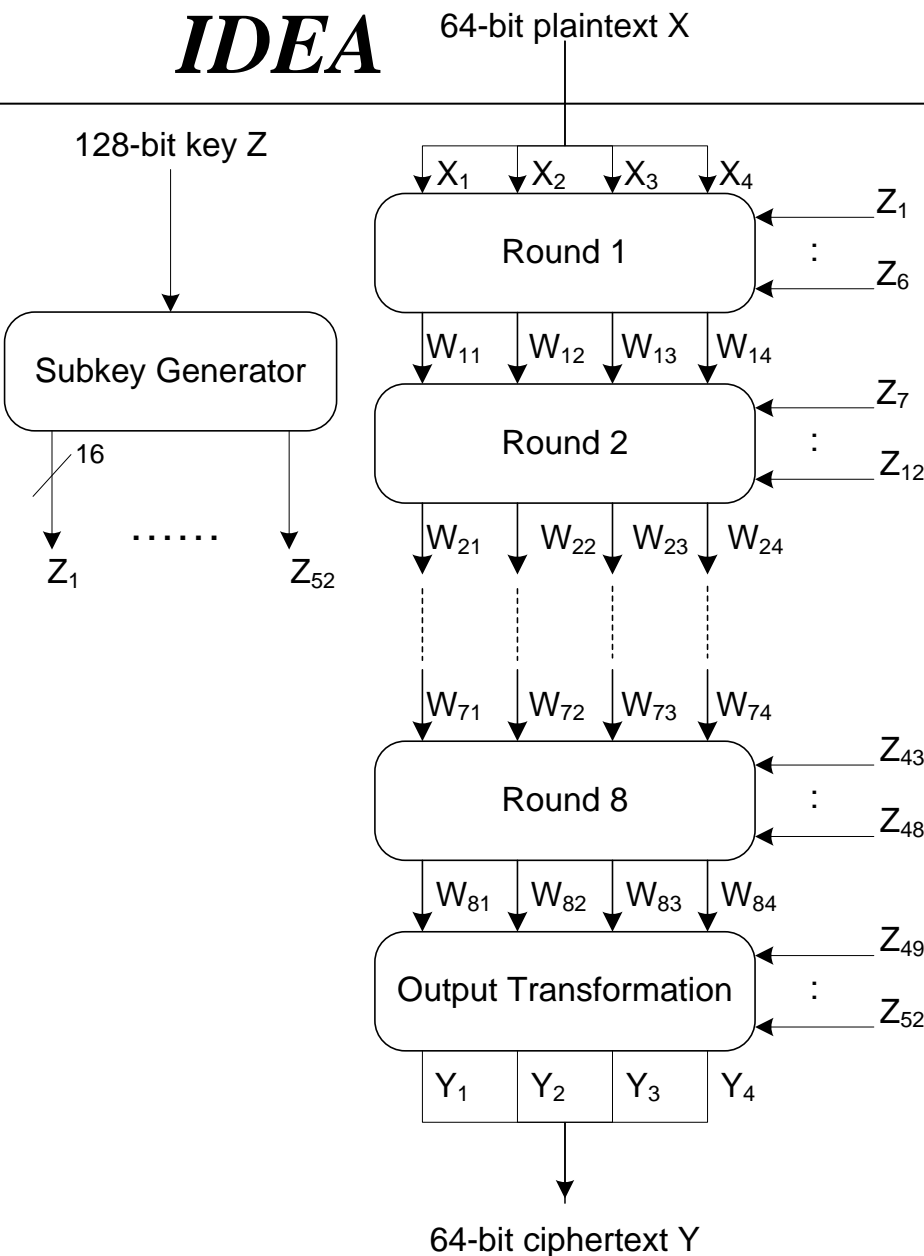 IDEA
64-bit plaintext X
128-bit key Z
X₁ X₂ X₃ X₄
Z₁
Round 1
:
Z₆
W₁₁ W₁₂ W₁₃ W₁₄
Subkey Generator
Z₇
Round 2
:
Z₁₂
16
W₂₁ W₂₂ W₂₃ W₂₄
Z₁ ...... Z₅₂
W₇₁ W₇₂ W₇₃ W₇₄
Z₄₃
Round 8
:
Z₄₈
W₈₁ W₈₂ W₈₃ W₈₄
Z₄₉
Output Transformation
:
Z₅₂
Y₁ Y₂ Y₃ Y₄
64-bit ciphertext Y